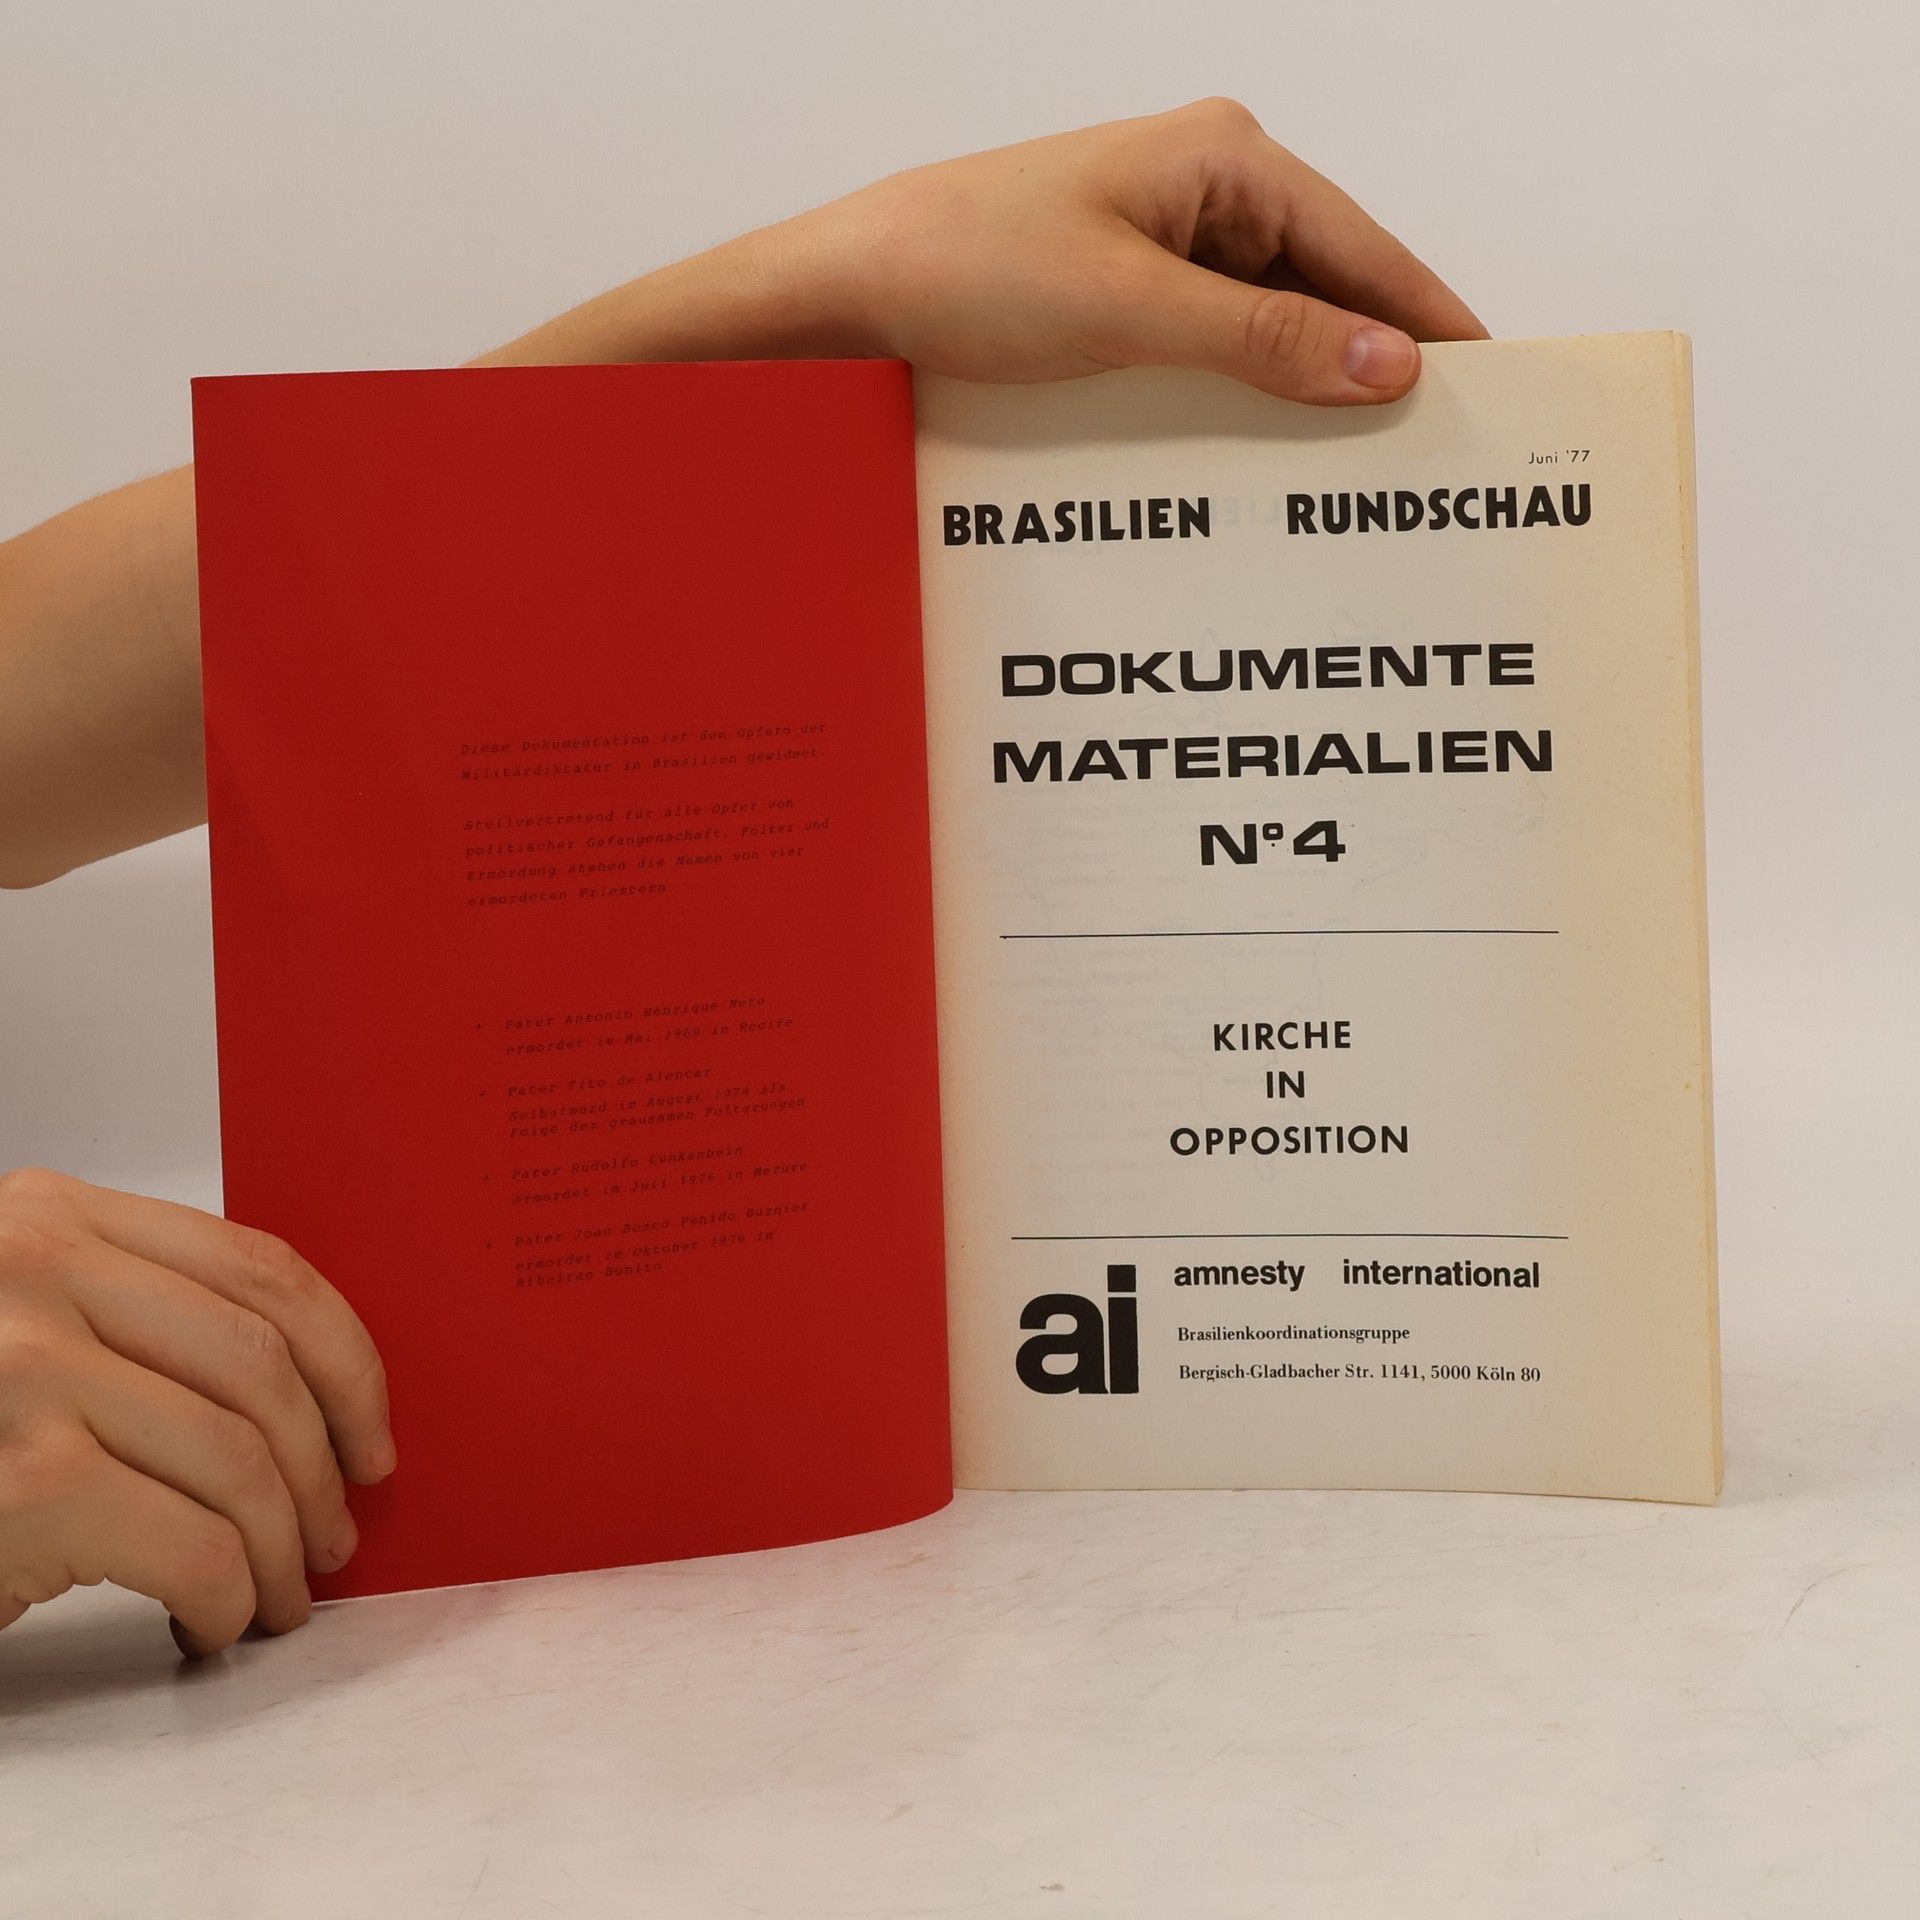 Diese Dokumentation ist den Opfern der
Militärdiktatur in Brasilien gewidmet.
Stellvertretend für alle Opfer von
politischer Gefangenschaft, Folter und
Ermordung stehen die Namen von vier
ermordeten Priestern
+ Pater Antonio Henrique Neto
ermordet im Mai 1969 in Recife
+ Pater Tito de Alencar
Selbstmord im August 1974 als
Folge der grausamen Folterungen
+ Pater Rudolfo Lunkenbein
ermordet im Juli 1976 in Merure
+ Pater Joao Bosco Penido Burnier
ermordet im Oktober 1976 in
Ribeirao Bunito
Juni '77
BRASILIEN RUNDSCHAU
DOKUMENTE
MATERIALIEN
Nº 4
KIRCHE
IN
OPPOSITION
ai
amnesty international
Brasilienkoordinationsgruppe
Bergisch-Gladbacher Str. 1141, 5000 Köln 80